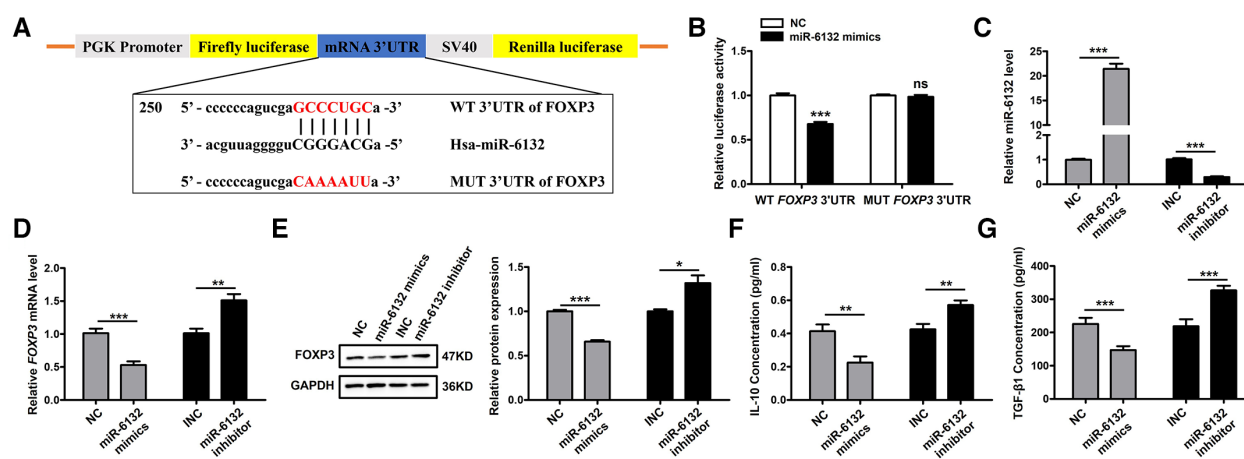 A
PGK Promoter Firefly luciferase mRNA 3'UTR SV40 Renilla luciferase
250 5' - ccccccagucgaGCCCUGCa -3' WT 3'UTR of FOXP3
3' - acguuagggguCGGGACGa -5' Hsa-miR-6132
5' - ccccccagucgaCAAAAUUa -3' MUT 3'UTR of FOXP3
B
NC
miR-6132 mimics
Relative luciferase activity
1.5
1.0
0.5
0.0
***
ns
WT FOXP3 3'UTR MUT FOXP3 3'UTR
C
Relative miR-6132 level
25
20
15
10
5
2
1
0
***
***
NC
miR-6132
mimics
INC
miR-6132
inhibitor
D
Relative FOXP3 mRNA level
2.0
1.5
1.0
0.5
0.0
***
**
NC
miR-6132
mimics
INC
miR-6132
inhibitor
E
NC
miR-6132 mimics
INC
miR-6132 inhibitor
FOXP3 47KD
GAPDH 36KD
Relative protein expression
1.5
1.0
0.5
0.0
***
*
NC
miR-6132
mimics
INC
miR-6132
inhibitor
F
IL-10 Concentration (pg/ml)
0.8
0.6
0.4
0.2
0.0
**
**
NC
miR-6132
mimics
INC
miR-6132
inhibitor
G
TGF-β1 Concentration (pg/ml)
400
300
200
100
0
***
***
NC
miR-6132
mimics
INC
miR-6132
inhibitor